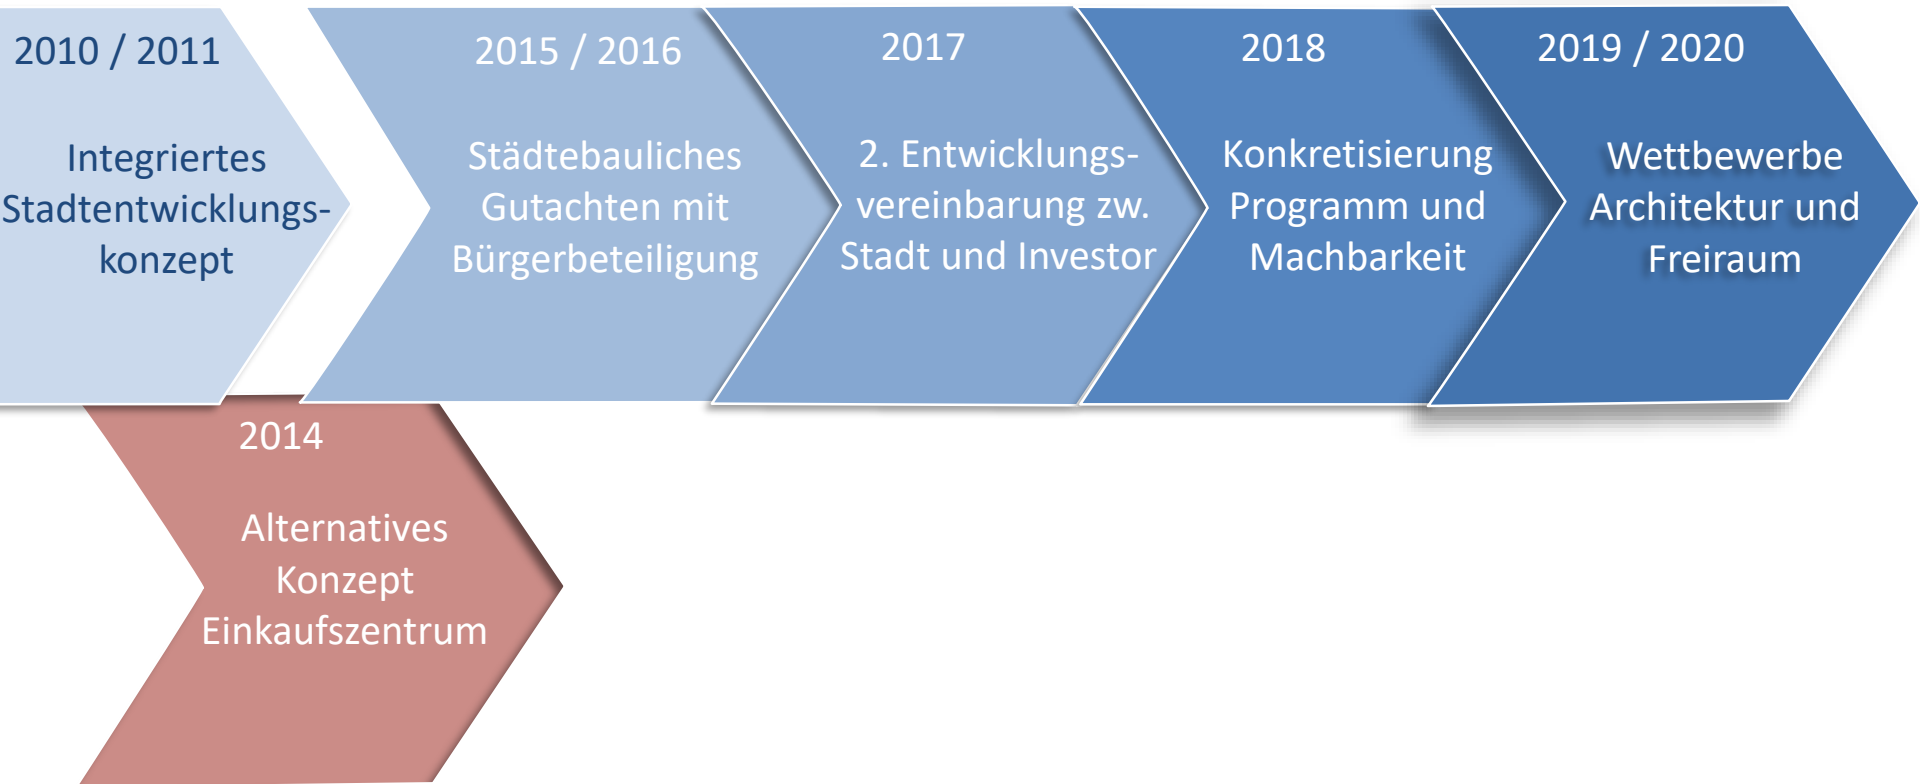 2010 / 2011
Integriertes
Stadtentwicklungs-
konzept
2015 / 2016
Städtebauliches
Gutachten mit
Bürgerbeteiligung
2017
2. Entwicklungs-
vereinbarung zw.
Stadt und Investor
2018
Konkretisierung
Programm und
Machbarkeit
2019 / 2020
Wettbewerbe
Architektur und
Freiraum
2014
Alternatives
Konzept
Einkaufszentrum